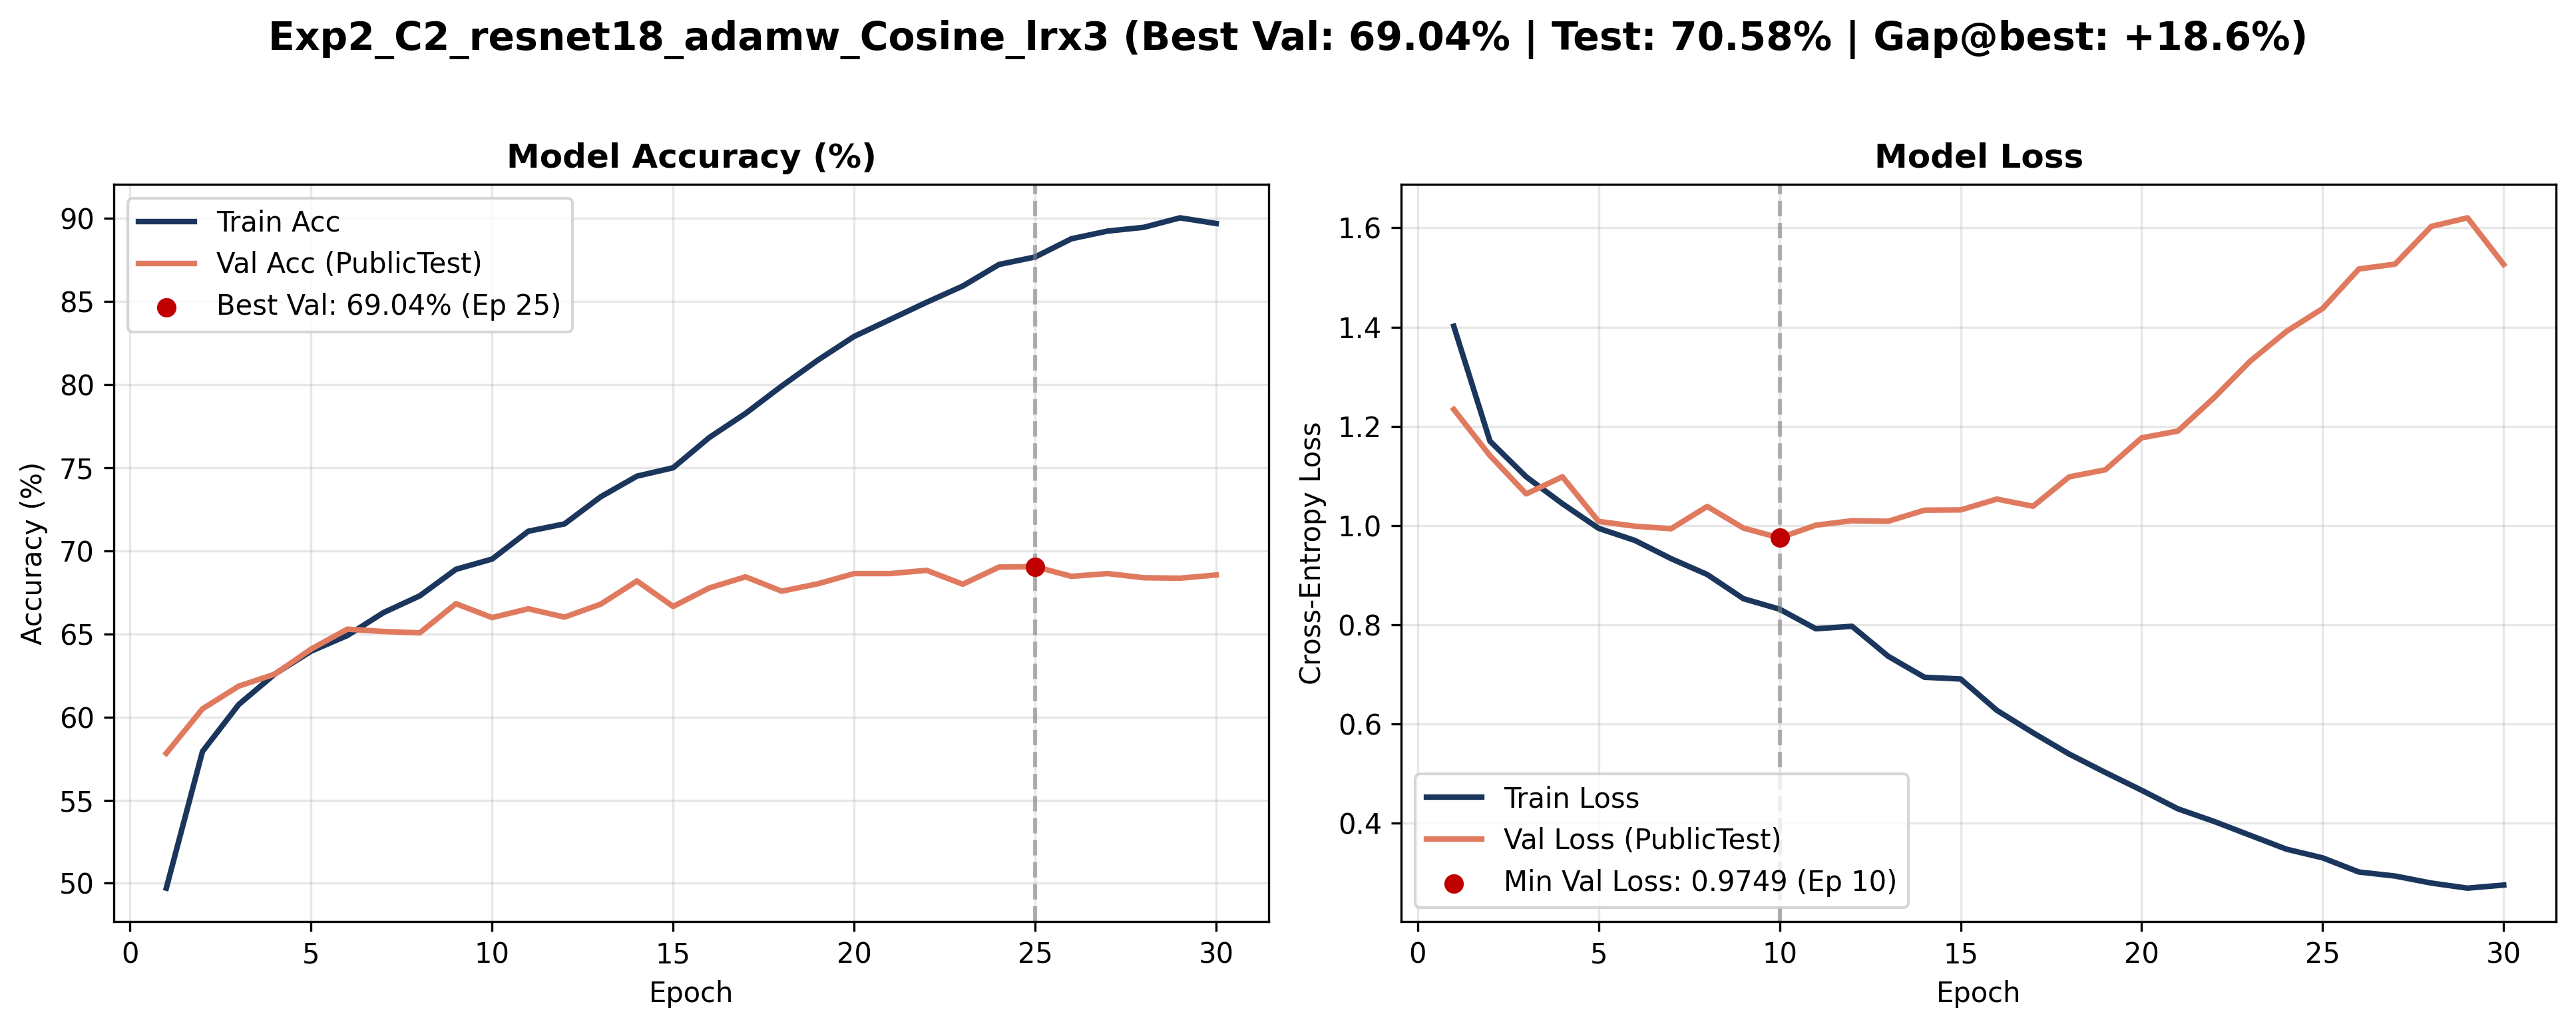 Exp2_C2_resnet18_adamw_Cosine_lrx3 (Best Val: 69.04% | Test: 70.58% | Gap@best: +18.6%)
Model Accuracy (%)
Train Acc
Val Acc (PublicTest)
Best Val: 69.04% (Ep 25)
90
85
80
75
70
65
60
55
50
Accuracy (%)
0 5 10 15 20 25 30
Epoch
Model Loss
1.6
1.4
1.2
1.0
0.8
0.6
0.4
Cross-Entropy Loss
Train Loss
Val Loss (PublicTest)
Min Val Loss: 0.9749 (Ep 10)
0 5 10 15 20 25 30
Epoch